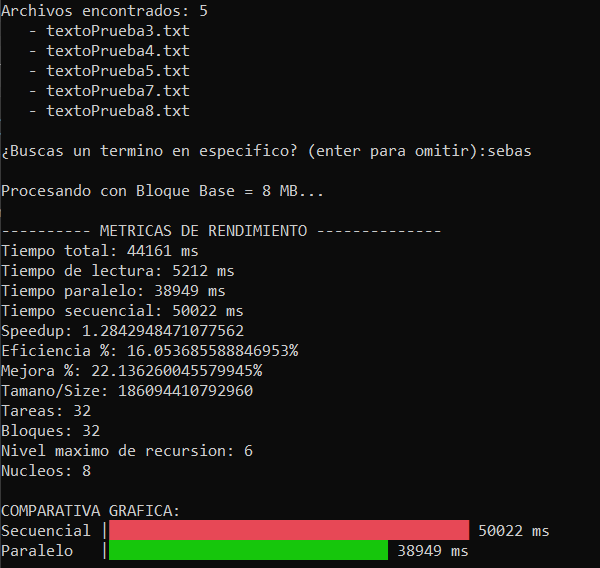 Archivos encontrados: 5
- textoPrueba3.txt
- textoPrueba4.txt
- textoPrueba5.txt
- textoPrueba7.txt
- textoPrueba8.txt
¿Buscas un termino en especifico? (enter para omitir):sebas
Procesando con Bloque Base = 8 MB...
---------- METRICAS DE RENDIMIENTO --------------
Tiempo total: 44161 ms
Tiempo de lectura: 5212 ms
Tiempo paralelo: 38949 ms
Tiempo secuencial: 50022 ms
Speedup: 1.2842948471077562
Eficiencia %: 16.053685588846953%
Mejora %: 22.136260045579945%
Tamano/Size: 186094410792960
Tareas: 32
Bloques: 32
Nivel maximo de recursion: 6
Nucleos: 8
COMPARATIVA GRAFICA:
Secuencial | 50022 ms
Paralelo | 38949 ms